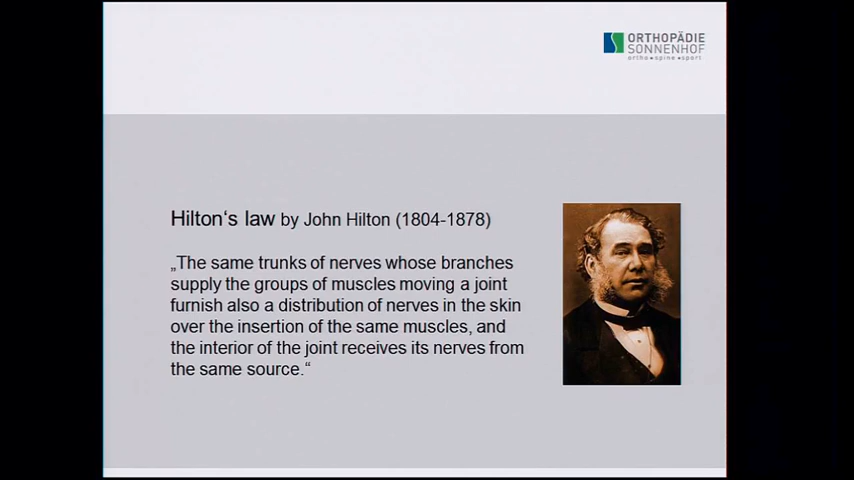 ORTHOPÄDIE
SONNENHOF
ortho • spine • sport
Hilton‘s law by John Hilton (1804-1878)
„The same trunks of nerves whose branches
supply the groups of muscles moving a joint
furnish also a distribution of nerves in the skin
over the insertion of the same muscles, and
the interior of the joint receives its nerves from
the same source.“